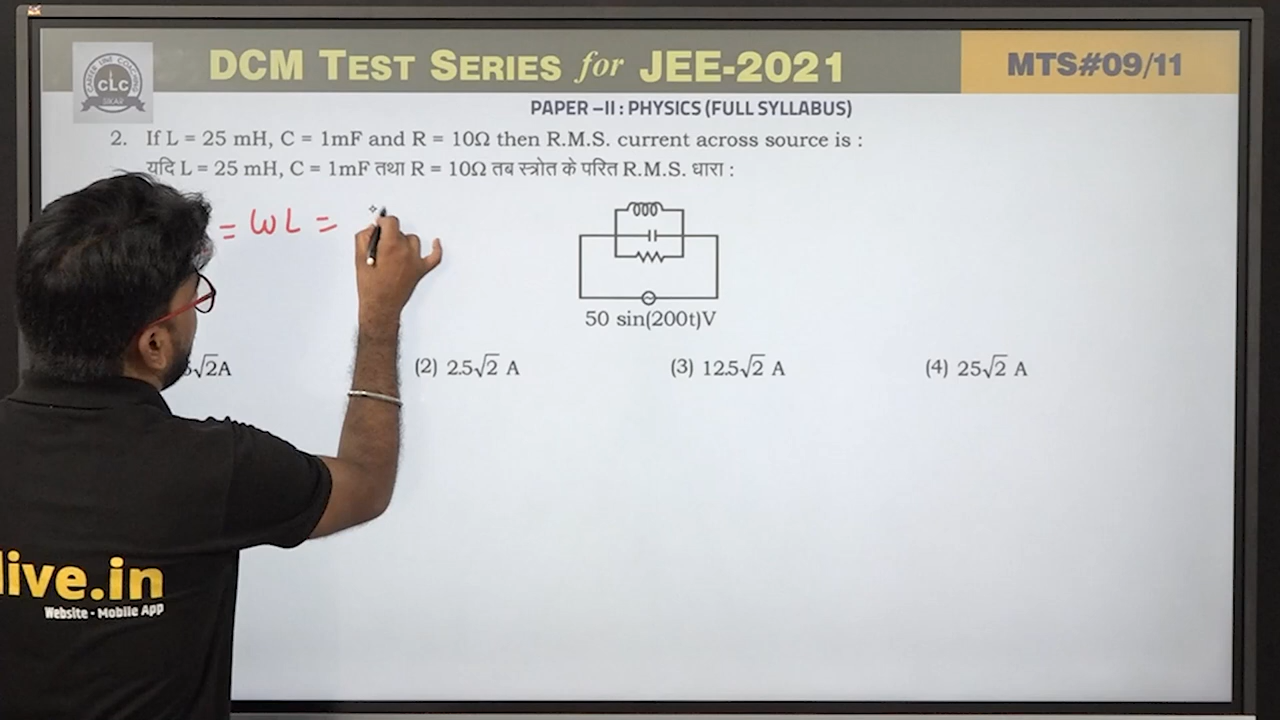 DCM TEST SERIES for JEE-2021
MTS#09/11
CLC
SIKAR
PAPER –II : PHYSICS (FULL SYLLABUS)
2. If L = 25 mH, C = 1mF and R = 10Ω then R.M.S. current across source is :
यदि L = 25 mH, C = 1mF तथा R = 10Ω तब स्त्रोत के परित R.M.S. धारा :
= ωL =
50 sin(200t)V
√2A
(2) 2.5√2 A
(3) 12.5√2 A
(4) 25√2 A
live.in
Website - Mobile App